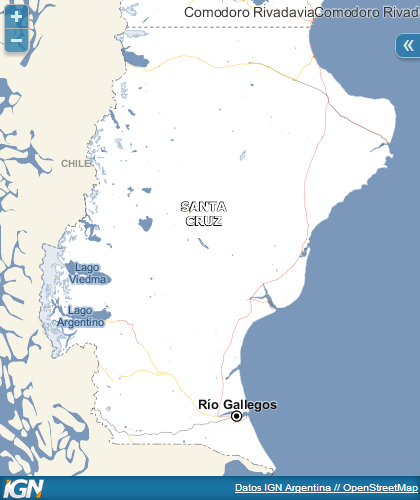 Comodoro RivadaviaComodoro Rivad
+
−
«
CHILE
SANTA
CRUZ
Lago
Viedma
Lago
Argentino
Río Gallegos
IGN
Datos IGN Argentina // OpenStreetMap